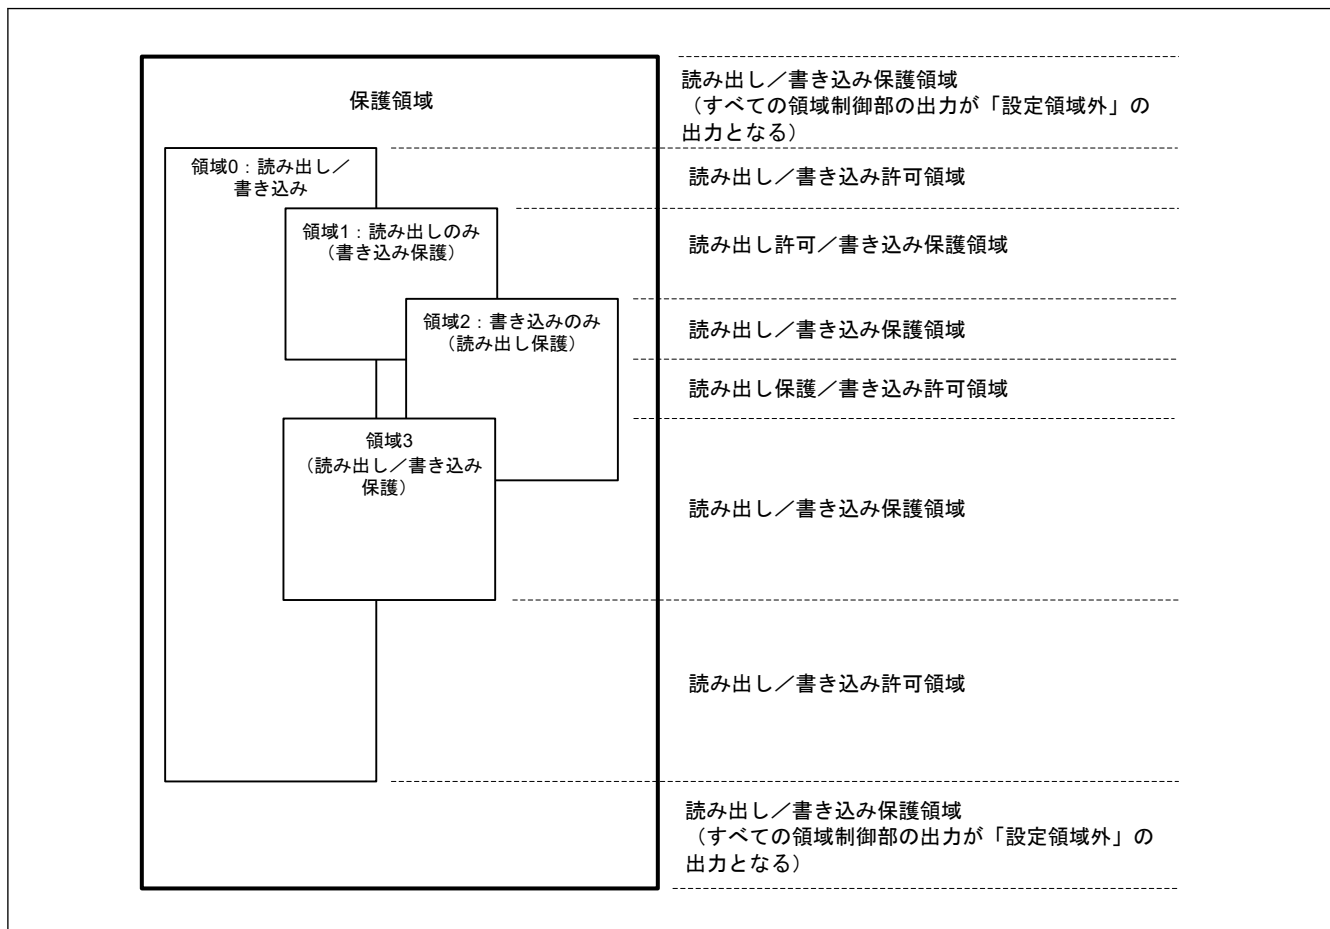 保護領域
領域0：読み出し／
書き込み
領域1：読み出しのみ
（書き込み保護）
領域2：書き込みのみ
（読み出し保護）
領域3
（読み出し／書き込み
保護）
読み出し／書き込み保護領域
（すべての領域制御部の出力が「設定領域外」の
出力となる）
読み出し／書き込み許可領域
読み出し許可／書き込み保護領域
読み出し／書き込み保護領域
読み出し保護／書き込み許可領域
読み出し／書き込み保護領域
読み出し／書き込み許可領域
読み出し／書き込み保護領域
（すべての領域制御部の出力が「設定領域外」の
出力となる）